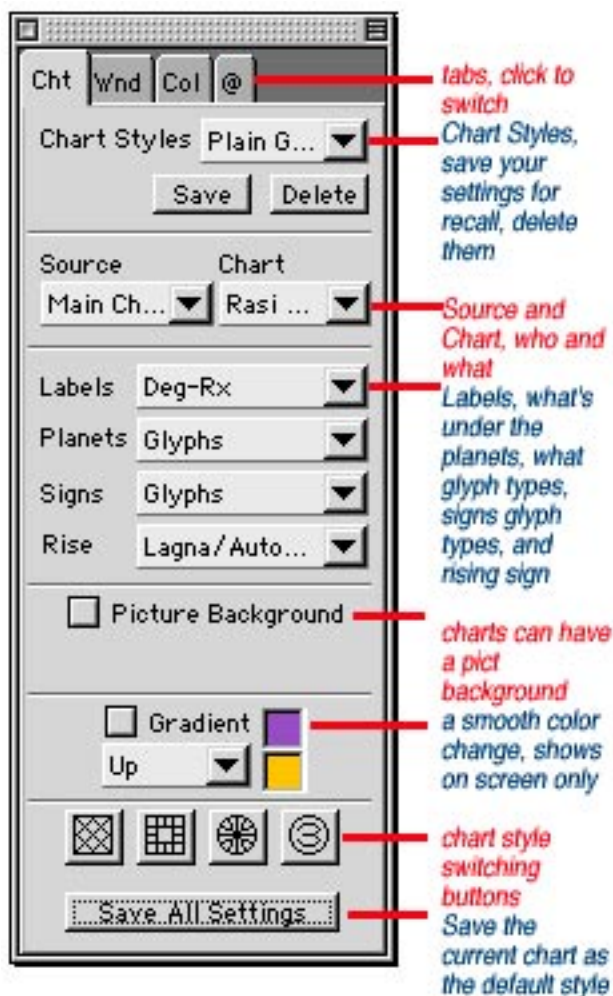 Cht Wnd Col @
Chart Styles Plain G...
Save Delete
Source Chart
Main Ch... Rasi ...
Labels Deg-Rx
Planets Glyphs
Signs Glyphs
Rise Lagna/Auto...
Picture Background
Gradient
Up
Save All Settings
tabs, click to
switch
Chart Styles,
save your
settings for
recall, delete
them
Source and
Chart, who and
what
Labels, what's
under the
planets, what
glyph types,
signs glyph
types, and
rising sign
charts can have
a pict
background
a smooth color
change, shows
on screen only
chart style
switching
buttons
Save the
current chart as
the default style